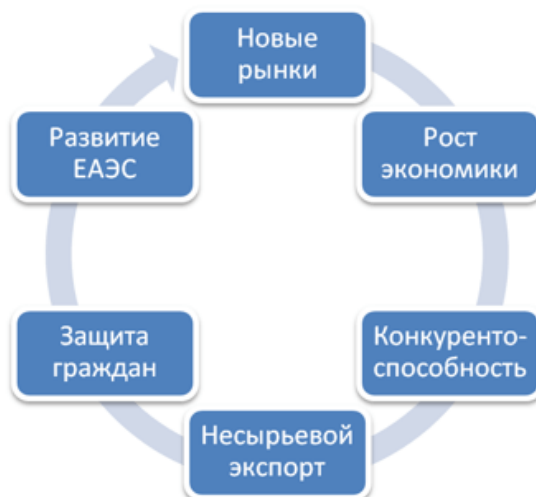 Новые
рынки
Рост
экономики
Конкуренто-
способность
Несырьевой
экспорт
Защита
граждан
Развитие
ЕАЭС